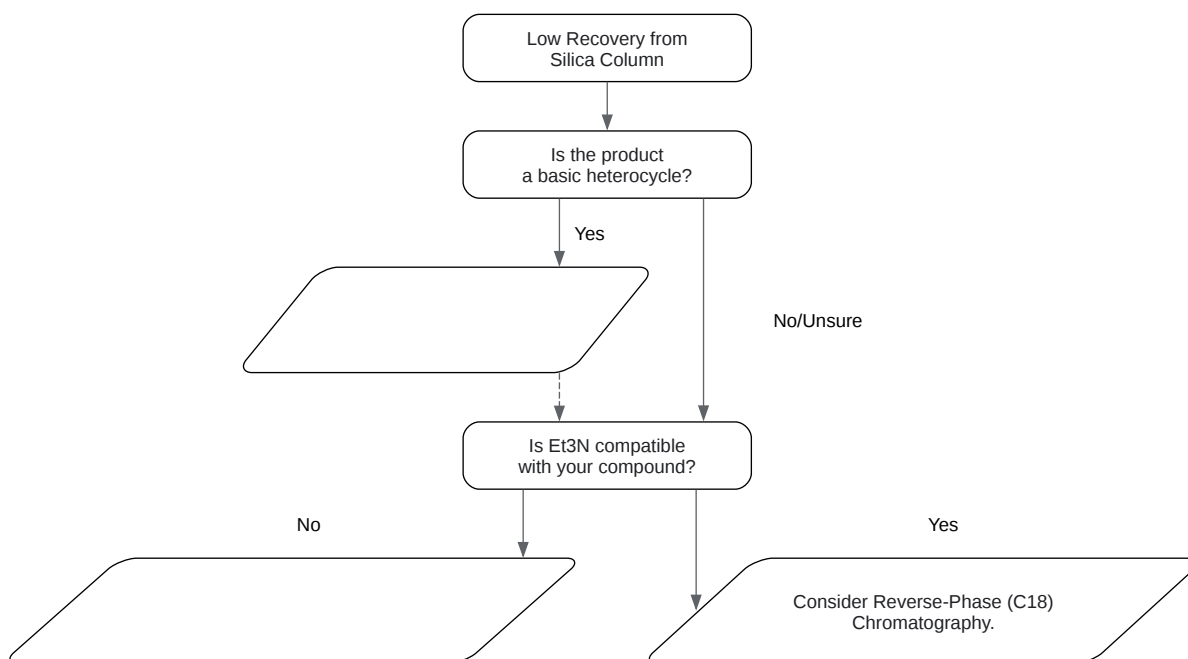 Low Recovery from
Silica Column
Is the product
a basic heterocycle?
Yes
No/Unsure
Is Et3N compatible
with your compound?
No
Yes
Consider Reverse-Phase (C18)
Chromatography.